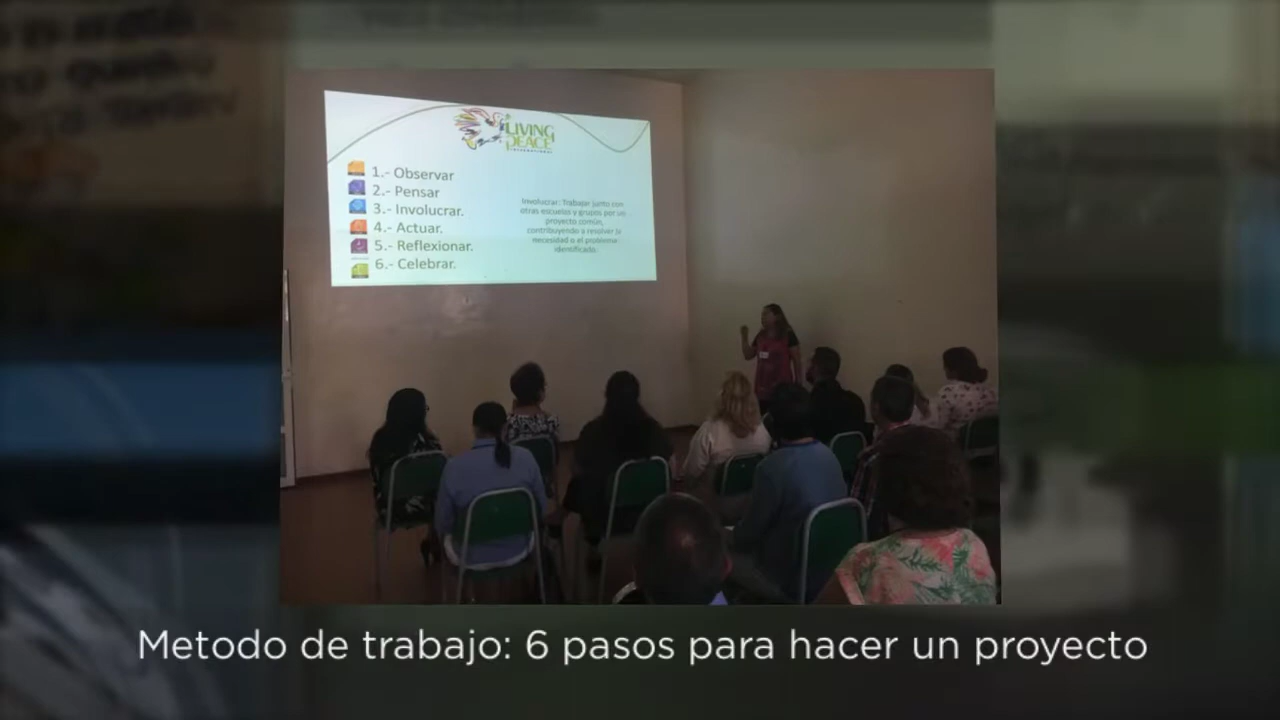 LIVING
PEACE
INTERNATIONAL
1.- Observar
2.- Pensar
3.- Involucrar.
4.- Actuar.
5.- Reflexionar.
6.- Celebrar.
Involucrar: Trabajar junto con
otras escuelas y grupos por un
proyecto común,
contribuyendo a resolver la
necesidad o el problema
identificado.
Metodo de trabajo: 6 pasos para hacer un proyecto